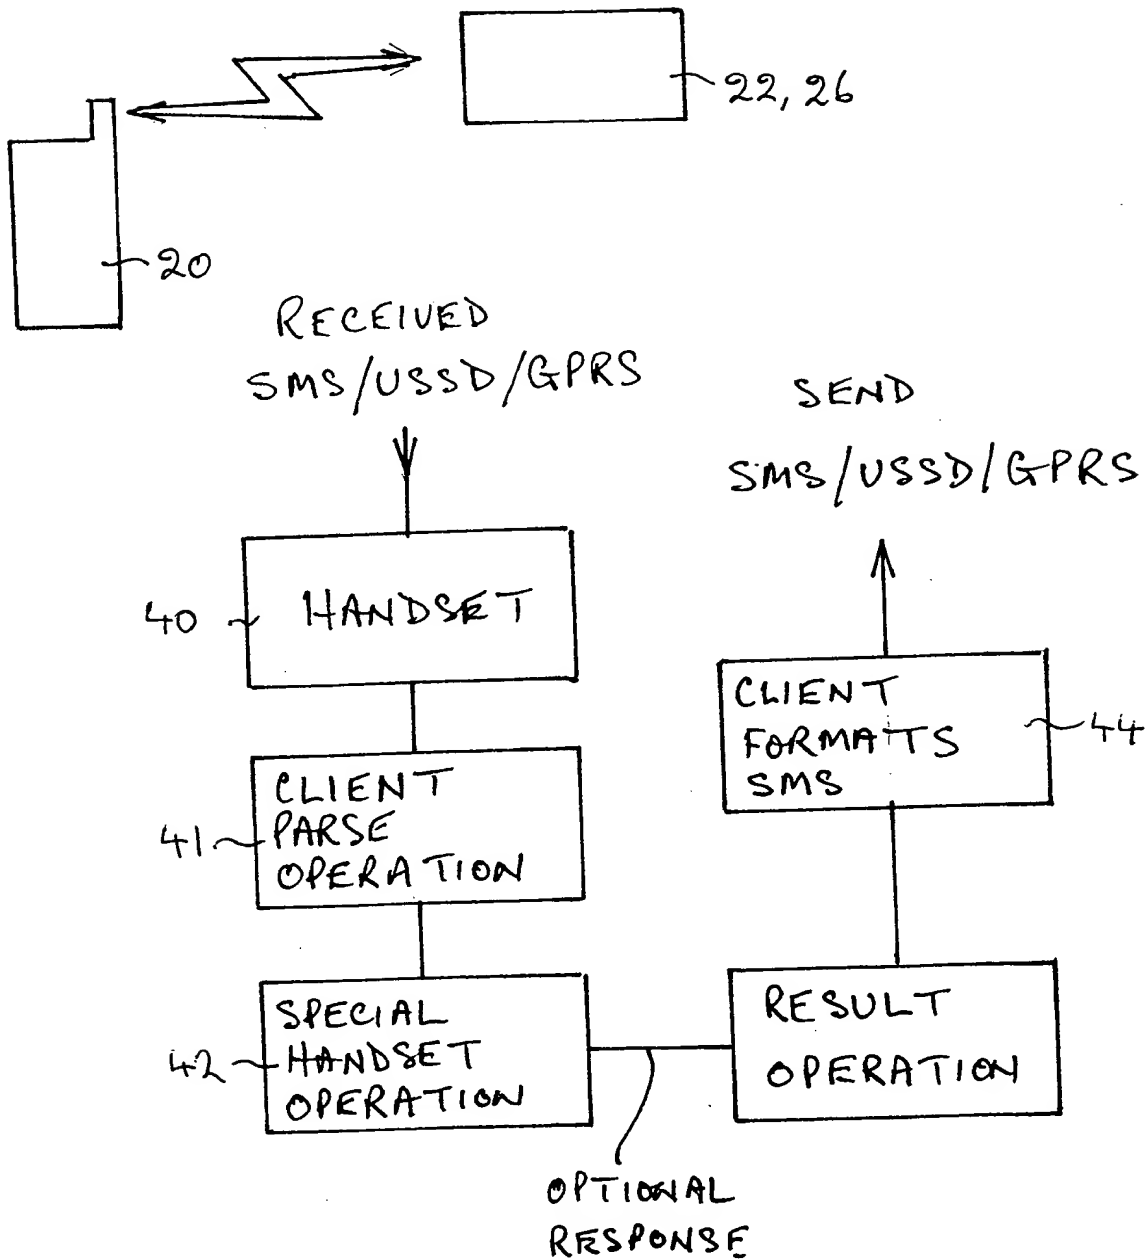 22, 26
20
RECEIVED
SMS/USSD/GPRS
SEND
SMS/USSD/GPRS
40
HANDSET
CLIENT
FORMATS
SMS
44
41
CLIENT
PARSE
OPERATION
42
SPECIAL
HANDSET
OPERATION
RESULT
OPERATION
OPTIONAL
RESPONSE